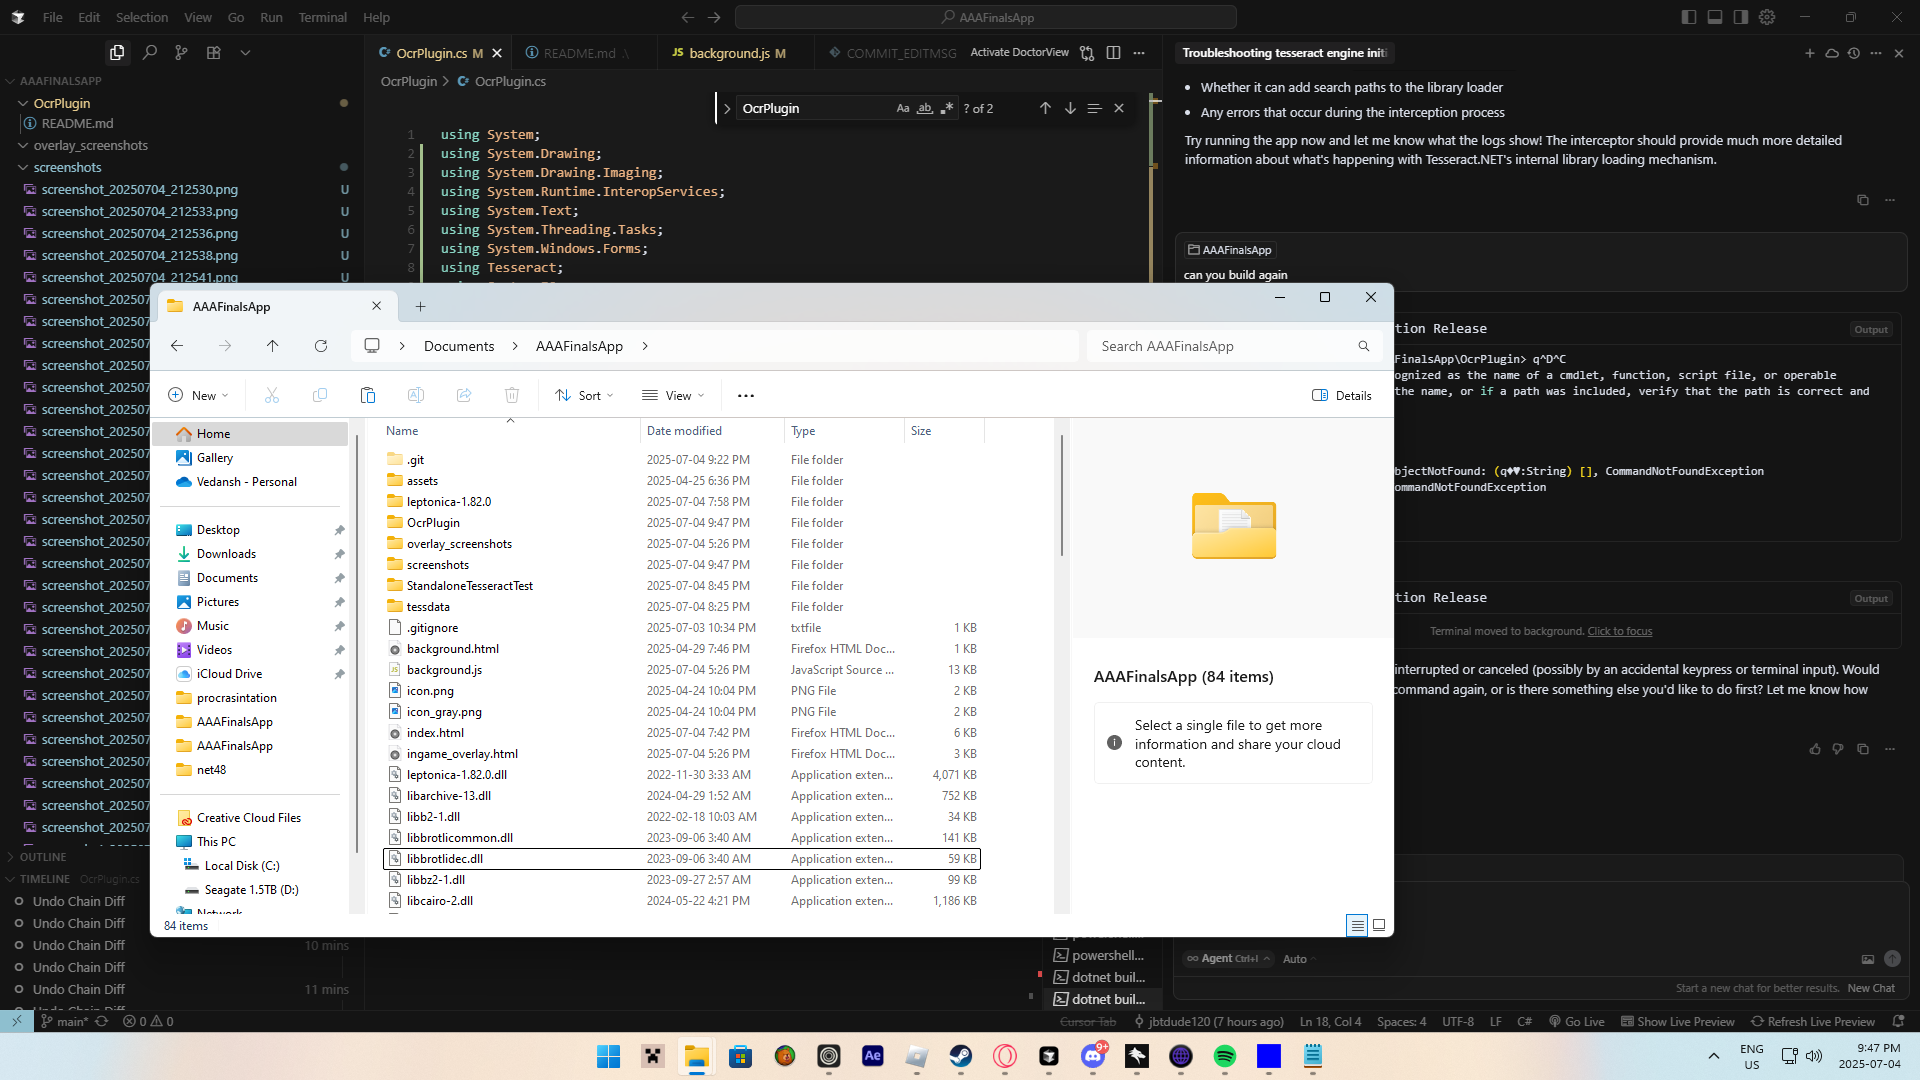 File Edit Selection View Go Run Terminal Help
AAAFinalsApp
OcrPlugin.cs M
README.md .\
background.js M
COMMIT_EDITMSG
Activate DoctorView
Troubleshooting tesseract engine initi
AAAFINALSAPP
OcrPlugin
README.md
overlay_screenshots
screenshots
screenshot_20250704_212530.png U
screenshot_20250704_212533.png U
screenshot_20250704_212536.png U
screenshot_20250704_212538.png U
screenshot_20250704_212541.png U
OcrPlugin > OcrPlugin.cs
OcrPlugin
Aa ab ? of 2
1 using System;
2 using System.Drawing;
3 using System.Drawing.Imaging;
4 using System.Runtime.InteropServices;
5 using System.Text;
6 using System.Threading.Tasks;
7 using System.Windows.Forms;
8 using Tesseract;
Whether it can add search paths to the library loader
Any errors that occur during the interception process
Try running the app now and let me know what the logs show! The interceptor should provide much more detailed
information about what's happening with Tesseract.NET's internal library loading mechanism.
AAAFinalsApp
can you build again
tion Release
Output
FinalsApp\OcrPlugin> q^D^C
ognized as the name of a cmdlet, function, script file, or operable
the name, or if a path was included, verify that the path is correct and
bjectNotFound: (q♦♥:String) [], CommandNotFoundException
ommandNotFoundException
tion Release
Output
Terminal moved to background. Click to focus
interrupted or canceled (possibly by an accidental keypress or terminal input). Would
command again, or is there something else you'd like to do first? Let me know how
AAAFinalsApp
Documents > AAAFinalsApp >
Search AAAFinalsApp
New
Sort
View
Details
Home
Gallery
Vedansh - Personal
Desktop
Downloads
Documents
Pictures
Music
Videos
iCloud Drive
procrasintation
AAAFinalsApp
AAAFinalsApp
net48
Creative Cloud Files
This PC
Local Disk (C:)
Seagate 1.5TB (D:)
Network
Name Date modified Type Size
.git 2025-07-04 9:22 PM File folder
assets 2025-04-25 6:36 PM File folder
leptonica-1.82.0 2025-07-04 7:58 PM File folder
OcrPlugin 2025-07-04 9:47 PM File folder
overlay_screenshots 2025-07-04 5:26 PM File folder
screenshots 2025-07-04 9:47 PM File folder
StandaloneTesseractTest 2025-07-04 8:45 PM File folder
tessdata 2025-07-04 8:25 PM File folder
.gitignore 2025-07-03 10:34 PM txtfile 1 KB
background.html 2025-04-29 7:46 PM Firefox HTML Doc... 1 KB
background.js 2025-07-04 5:26 PM JavaScript Source ... 13 KB
icon.png 2025-04-24 10:04 PM PNG File 2 KB
icon_gray.png 2025-04-24 10:04 PM PNG File 2 KB
index.html 2025-07-04 7:42 PM Firefox HTML Doc... 6 KB
ingame_overlay.html 2025-07-04 5:26 PM Firefox HTML Doc... 3 KB
leptonica-1.82.0.dll 2022-11-30 3:33 AM Application exten... 4,071 KB
libarchive-13.dll 2024-04-29 1:52 AM Application exten... 752 KB
libb2-1.dll 2022-02-18 10:03 AM Application exten... 34 KB
libbrotlicommon.dll 2023-09-06 3:40 AM Application exten... 141 KB
libbrotlidec.dll 2023-09-06 3:40 AM Application exten... 59 KB
libbz2-1.dll 2023-09-27 2:57 AM Application exten... 99 KB
libcairo-2.dll 2024-05-22 4:21 PM Application exten... 1,186 KB
AAAFinalsApp (84 items)
Select a single file to get more
information and share your cloud
content.
84 items
OUTLINE
TIMELINE OcrPlugin.cs
Undo Chain Diff
Undo Chain Diff
Undo Chain Diff 10 mins
Undo Chain Diff
Undo Chain Diff 11 mins
powershell...
dotnet buil...
dotnet buil...
Agent Ctrl+I
Auto
Start a new chat for better results. New Chat
main*
0 0
Cursor Tab
jbtdude120 (7 hours ago)
Ln 18, Col 4
Spaces: 4
UTF-8
LF
C#
Go Live
Show Live Preview
Refresh Live Preview
Ae
9+
ENG
US
9:47 PM
2025-07-04